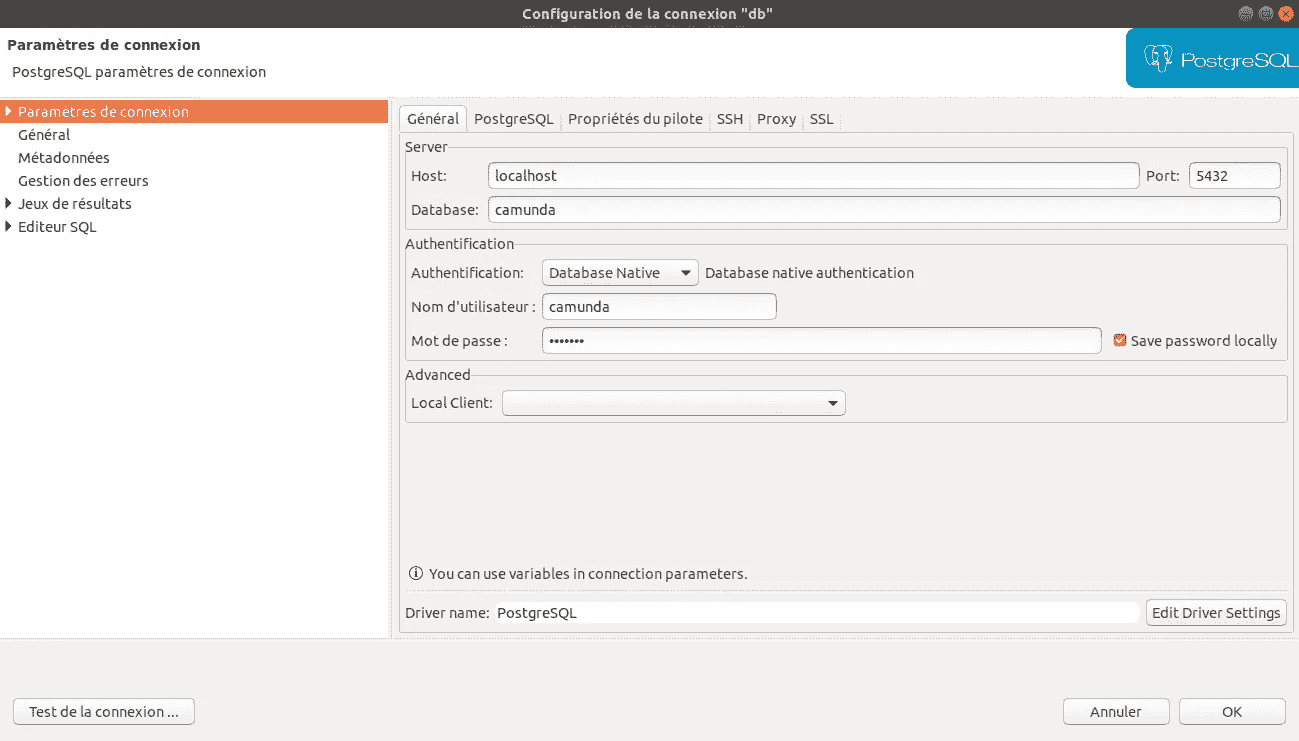 Configuration de la connexion "db"
Paramètres de connexion
PostgreSQL paramètres de connexion
PostgreSQL
Paramètres de connexion
Général
Métadonnées
Gestion des erreurs
Jeux de résultats
Editeur SQL
Général PostgreSQL Propriétés du pilote SSH Proxy SSL
Server
Host: localhost Port: 5432
Database: camunda
Authentification
Authentification: Database Native Database native authentication
Nom d'utilisateur : camunda
Mot de passe : •••••••  Save password locally
Advanced
Local Client:
You can use variables in connection parameters.
Driver name: PostgreSQL Edit Driver Settings
Test de la connexion ... Annuler OK